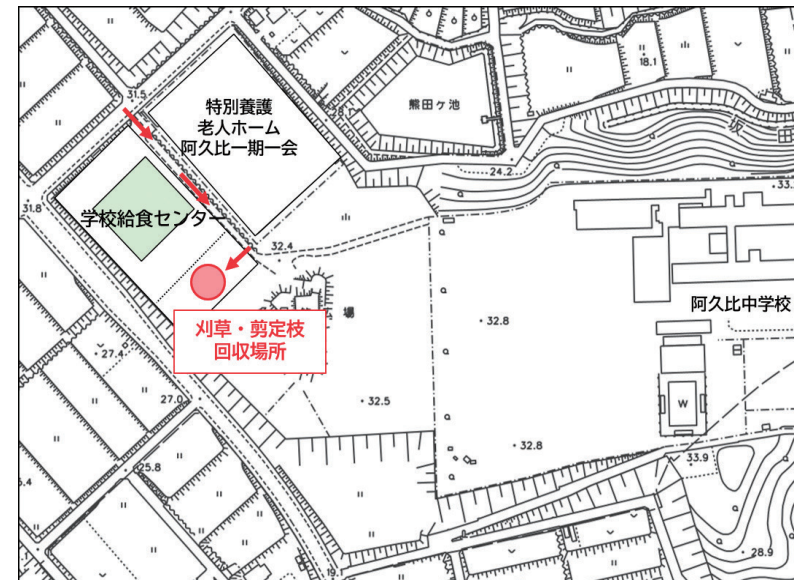 18.1
熊田ケ池
31.5
特別養護
老人ホーム
阿久比一期一会
坂
24.2
31.8
学校給食センター
32.4
場
刈草・剪定枝
回収場所
32.8
阿久比中学校
27.4
27.0
32.5
W
32.8
33.9
25.8
28.9